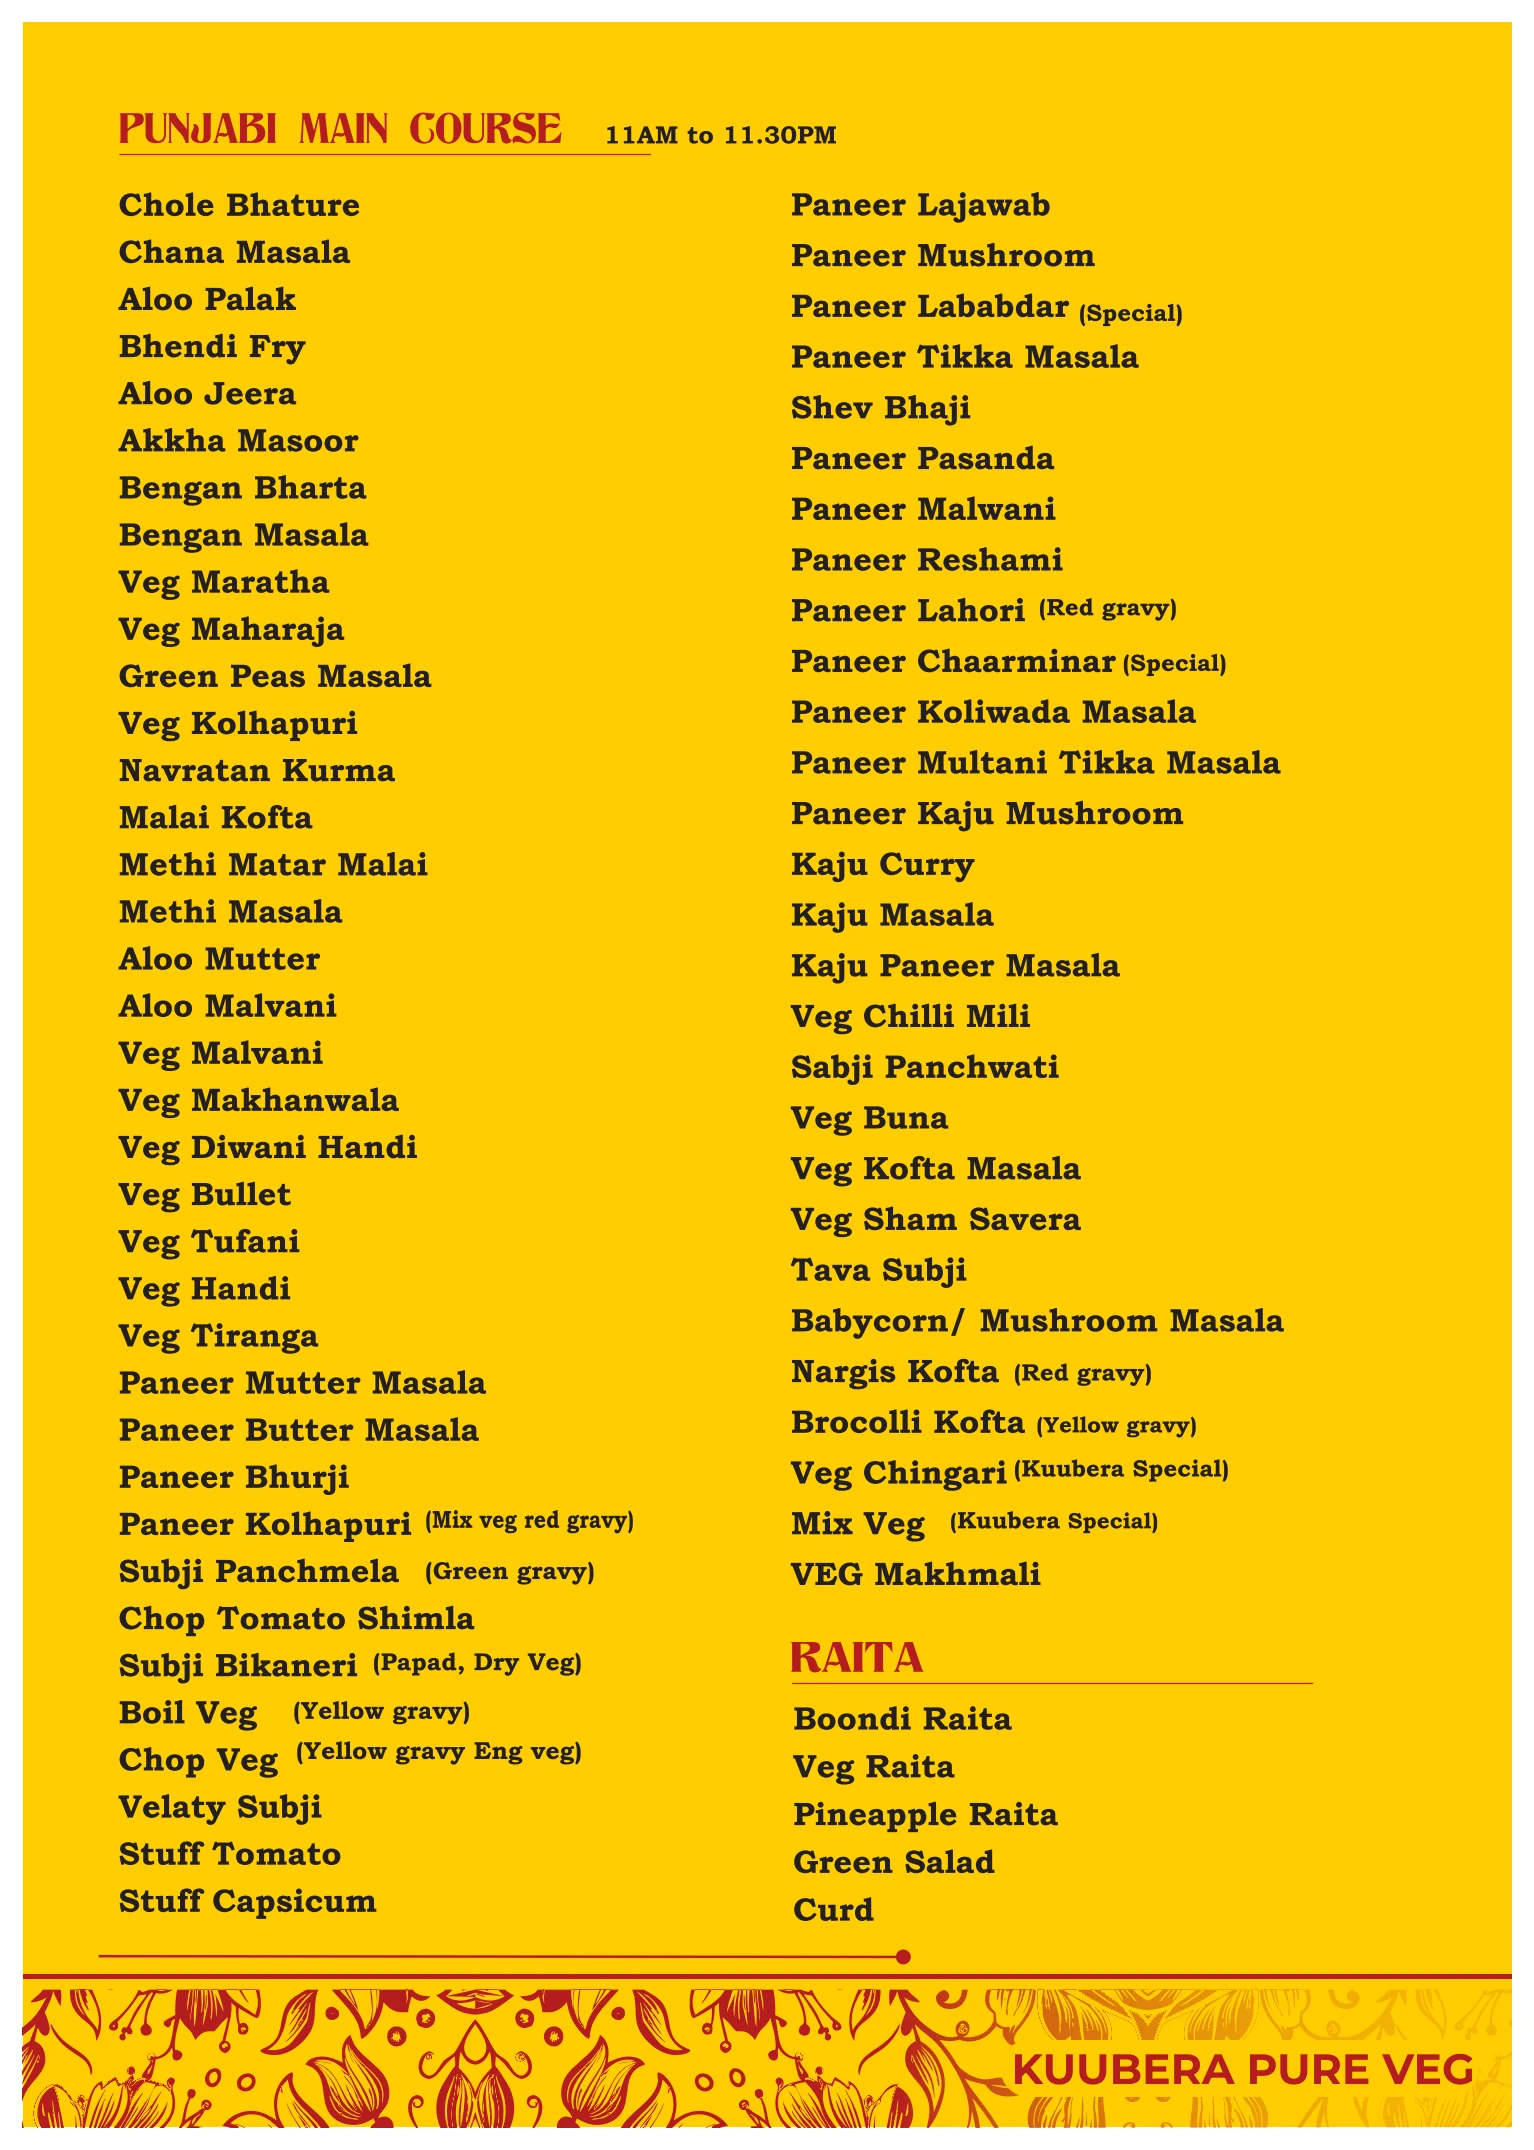 PUNJABI MAIN COURSE 11AM to 11.30PM
Chole Bhature
Chana Masala
Aloo Palak
Bhendi Fry
Aloo Jeera
Akkha Masoor
Bengan Bharta
Bengan Masala
Veg Maratha
Veg Maharaja
Green Peas Masala
Veg Kolhapuri
Navratan Kurma
Malai Kofta
Methi Matar Malai
Methi Masala
Aloo Mutter
Aloo Malvani
Veg Malvani
Veg Makhanwala
Veg Diwani Handi
Veg Bullet
Veg Tufani
Veg Handi
Veg Tiranga
Paneer Mutter Masala
Paneer Butter Masala
Paneer Bhurji
Paneer Kolhapuri (Mix veg red gravy)
Subji Panchmela (Green gravy)
Chop Tomato Shimla
Subji Bikaneri (Papad, Dry Veg)
Boil Veg (Yellow gravy)
Chop Veg (Yellow gravy Eng veg)
Velaty Subji
Stuff Tomato
Stuff Capsicum
Paneer Lajawab
Paneer Mushroom
Paneer Lababdar (Special)
Paneer Tikka Masala
Shev Bhaji
Paneer Pasanda
Paneer Malwani
Paneer Reshami
Paneer Lahori (Red gravy)
Paneer Chaarminar (Special)
Paneer Koliwada Masala
Paneer Multani Tikka Masala
Paneer Kaju Mushroom
Kaju Curry
Kaju Masala
Kaju Paneer Masala
Veg Chilli Mili
Sabji Panchwati
Veg Buna
Veg Kofta Masala
Veg Sham Savera
Tava Subji
Babycorn/ Mushroom Masala
Nargis Kofta (Red gravy)
Brocolli Kofta (Yellow gravy)
Veg Chingari (Kuubera Special)
Mix Veg (Kuubera Special)
VEG Makhmali
RAITA
Boondi Raita
Veg Raita
Pineapple Raita
Green Salad
Curd
KUUBERA PURE VEG